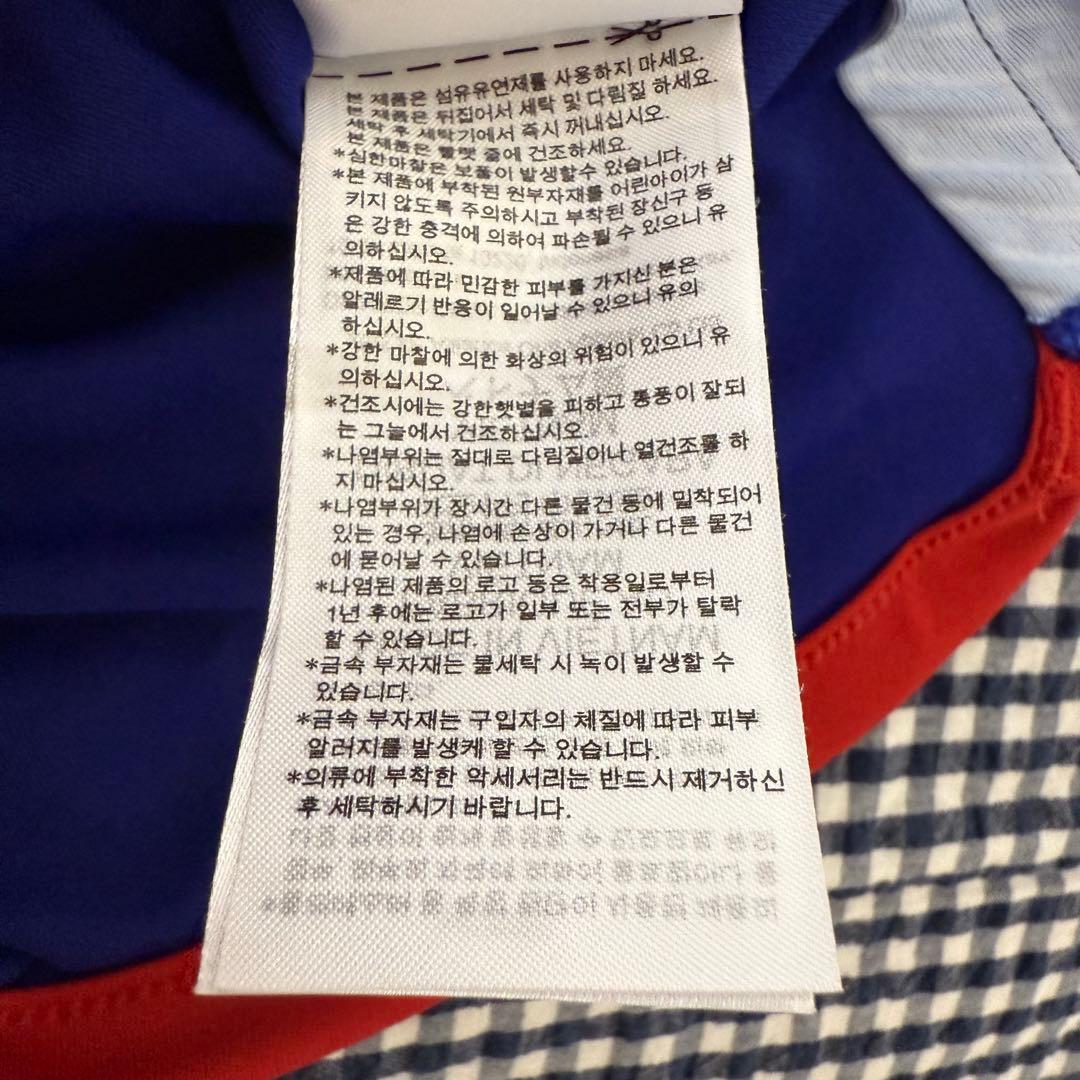 본 제품은 섬유유연제를 사용하지 마세요.
본 제품은 뒤집어서 세탁 및 다림질 하세요.
세탁 후 세탁기에서 즉시 꺼내십시오.
본 제품은 빨랫 줄에 건조하세요.
*심한마찰은 보풀이 발생할수 있습니다.
*본 제품에 부착된 원부자재를 어린아이가 삼
키지 않도록 주의하시고 부착된 장신구 등
은 강한 충격에 의하여 파손될 수 있으니 유
의하십시오.
*제품에 따라 민감한 피부를 가지신 분은
알레르기 반응이 일어날 수 있으니 유의
하십시오.
*강한 마찰에 의한 화상의 위험이 있으니 유
의하십시오.
*건조시에는 강한햇볕을 피하고 통풍이 잘되
는 그늘에서 건조하십시오.
*나염부위는 절대로 다림질이나 열건조를 하
지 마십시오.
*나염부위가 장시간 다른 물건 등에 밀착되어
있는 경우, 나염에 손상이 가거나 다른 물건
에 묻어날 수 있습니다.
*나염된 제품의 로고 등은 착용일로부터
1년 후에는 로고가 일부 또는 전부가 탈락
할 수 있습니다.
*금속 부자재는 물세탁 시 녹이 발생할 수
있습니다.
*금속 부자재는 구입자의 체질에 따라 피부
알러지를 발생케 할 수 있습니다.
*의류에 부착한 악세서리는 반드시 제거하신
후 세탁하시기 바랍니다.